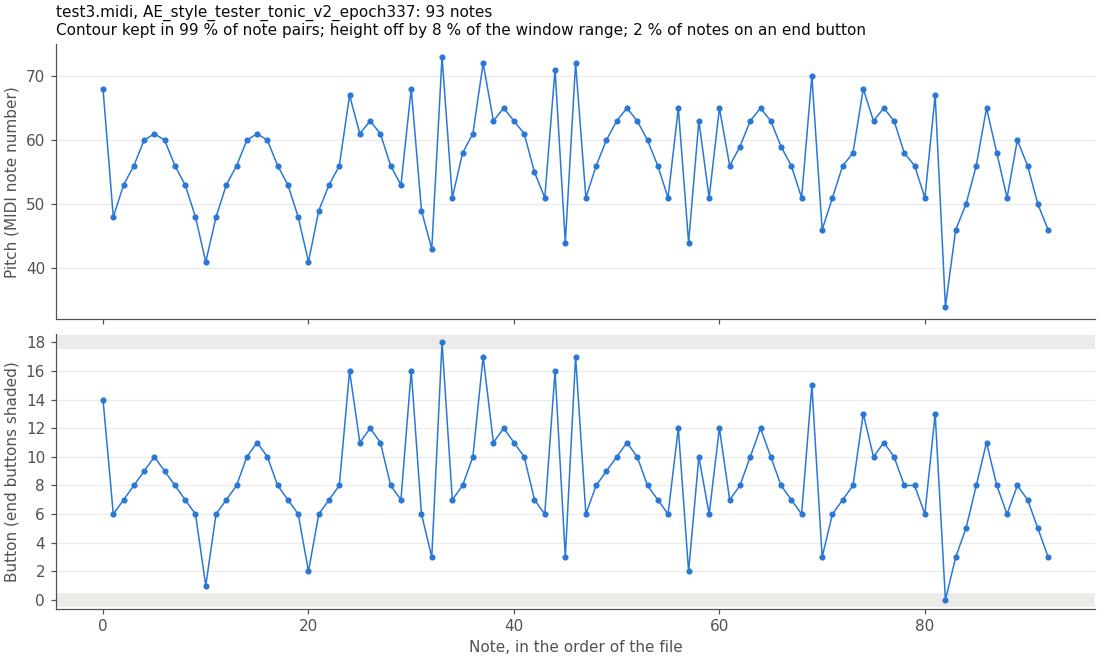 test3.midi, AE_style_tester_tonic_v2_epoch337: 93 notes
Contour kept in 99 % of note pairs; height off by 8 % of the window range; 2 % of notes on an end button
Pitch (MIDI note number)
70
60
50
40
Button (end buttons shaded)
18
16
14
12
10
8
6
4
2
0
0 20 40 60 80
Note, in the order of the file